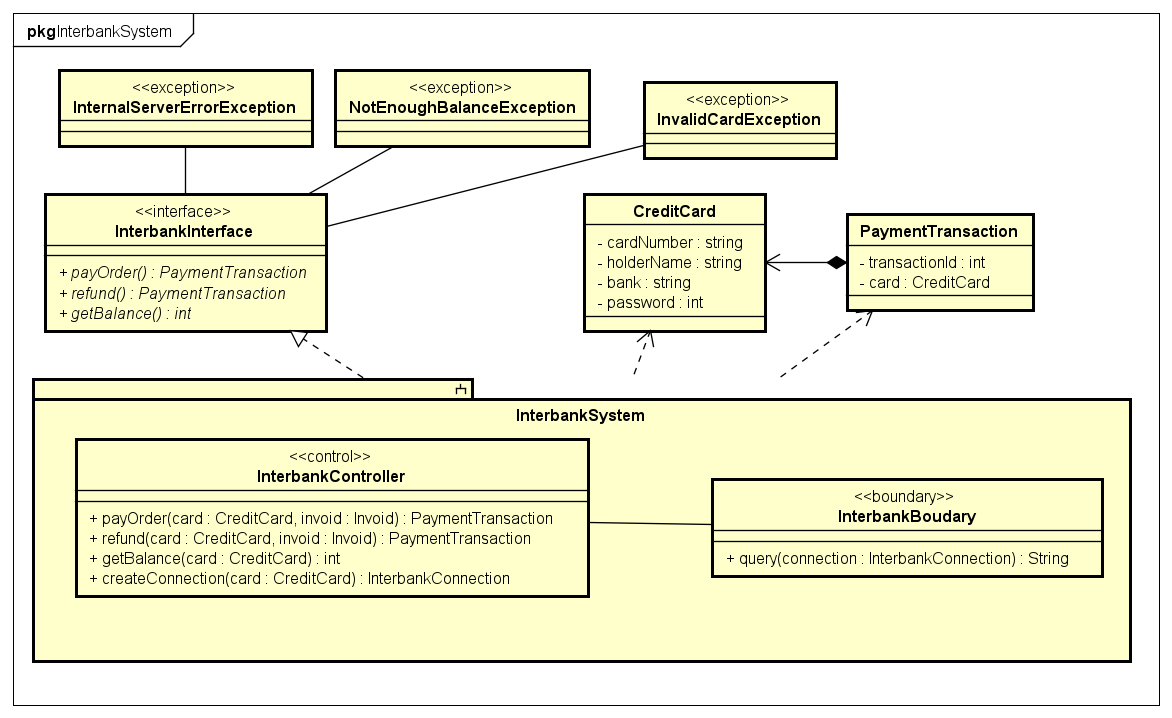 pkgInterbankSystem
<<exception>>
InternalServerErrorException
<<exception>>
NotEnoughBalanceException
<<exception>>
InvalidCardException
<<interface>>
InterbankInterface
+ payOrder() : PaymentTransaction
+ refund() : PaymentTransaction
+ getBalance() : int
CreditCard
- cardNumber : string
- holderName : string
- bank : string
- password : int
PaymentTransaction
- transactionId : int
- card : CreditCard
InterbankSystem
<<control>>
InterbankController
+ payOrder(card : CreditCard, invoid : Invoid) : PaymentTransaction
+ refund(card : CreditCard, invoid : Invoid) : PaymentTransaction
+ getBalance(card : CreditCard) : int
+ createConnection(card : CreditCard) : InterbankConnection
<<boundary>>
InterbankBoudary
+ query(connection : InterbankConnection) : String